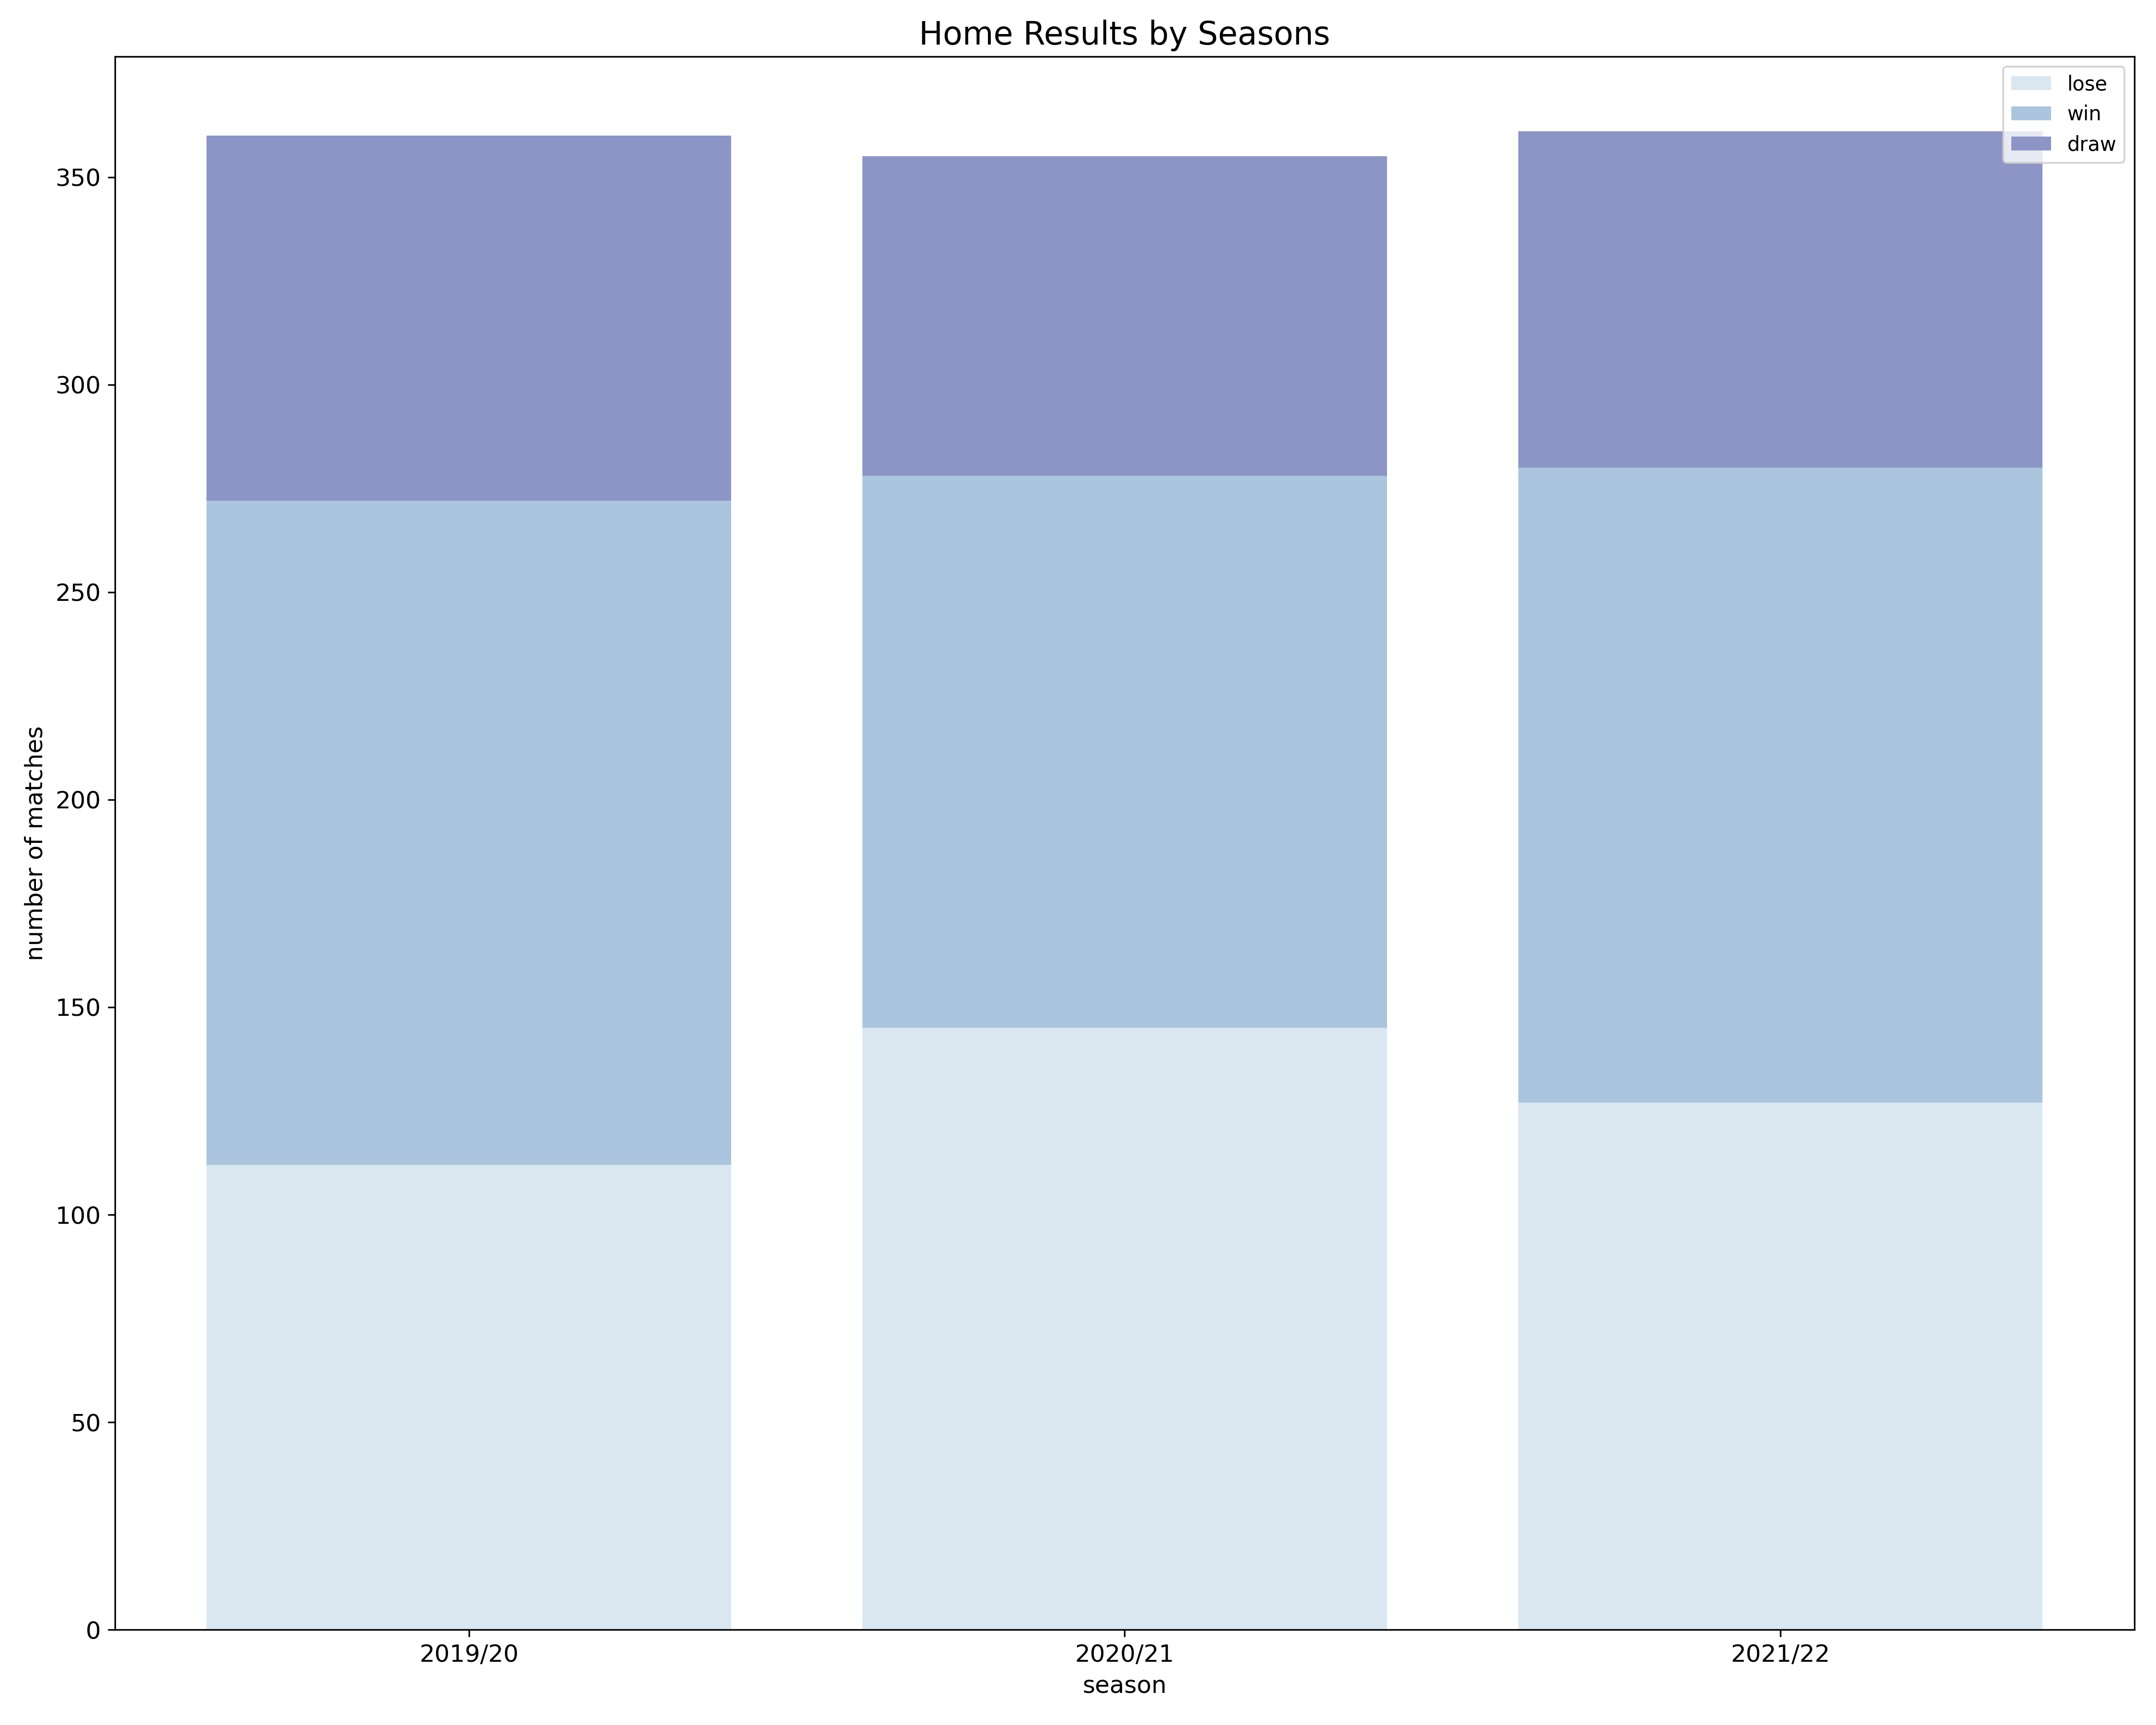 Home Results by Seasons
lose
win
draw
350
300
250
200
150
100
50
0
number of matches
2019/20
2020/21
2021/22
season